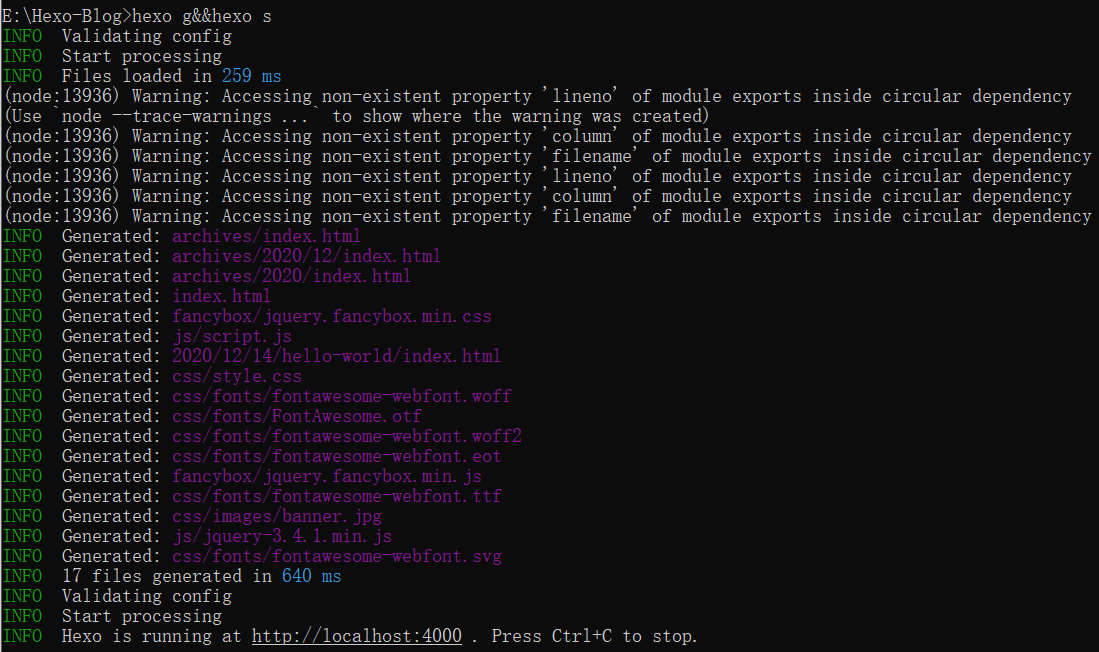 E:\Hexo-Blog>hexo g&&hexo s
INFO  Validating config
INFO  Start processing
INFO  Files loaded in 259 ms
(node:13936) Warning: Accessing non-existent property 'lineno' of module exports inside circular dependency
(Use `node --trace-warnings ...` to show where the warning was created)
(node:13936) Warning: Accessing non-existent property 'column' of module exports inside circular dependency
(node:13936) Warning: Accessing non-existent property 'filename' of module exports inside circular dependency
(node:13936) Warning: Accessing non-existent property 'lineno' of module exports inside circular dependency
(node:13936) Warning: Accessing non-existent property 'column' of module exports inside circular dependency
(node:13936) Warning: Accessing non-existent property 'filename' of module exports inside circular dependency
INFO  Generated: archives/index.html
INFO  Generated: archives/2020/12/index.html
INFO  Generated: archives/2020/index.html
INFO  Generated: index.html
INFO  Generated: fancybox/jquery.fancybox.min.css
INFO  Generated: js/script.js
INFO  Generated: 2020/12/14/hello-world/index.html
INFO  Generated: css/style.css
INFO  Generated: css/fonts/fontawesome-webfont.woff
INFO  Generated: css/fonts/FontAwesome.otf
INFO  Generated: css/fonts/fontawesome-webfont.woff2
INFO  Generated: css/fonts/fontawesome-webfont.eot
INFO  Generated: fancybox/jquery.fancybox.min.js
INFO  Generated: css/fonts/fontawesome-webfont.ttf
INFO  Generated: css/images/banner.jpg
INFO  Generated: js/jquery-3.4.1.min.js
INFO  Generated: css/fonts/fontawesome-webfont.svg
INFO  17 files generated in 640 ms
INFO  Validating config
INFO  Start processing
INFO  Hexo is running at http://localhost:4000 . Press Ctrl+C to stop.